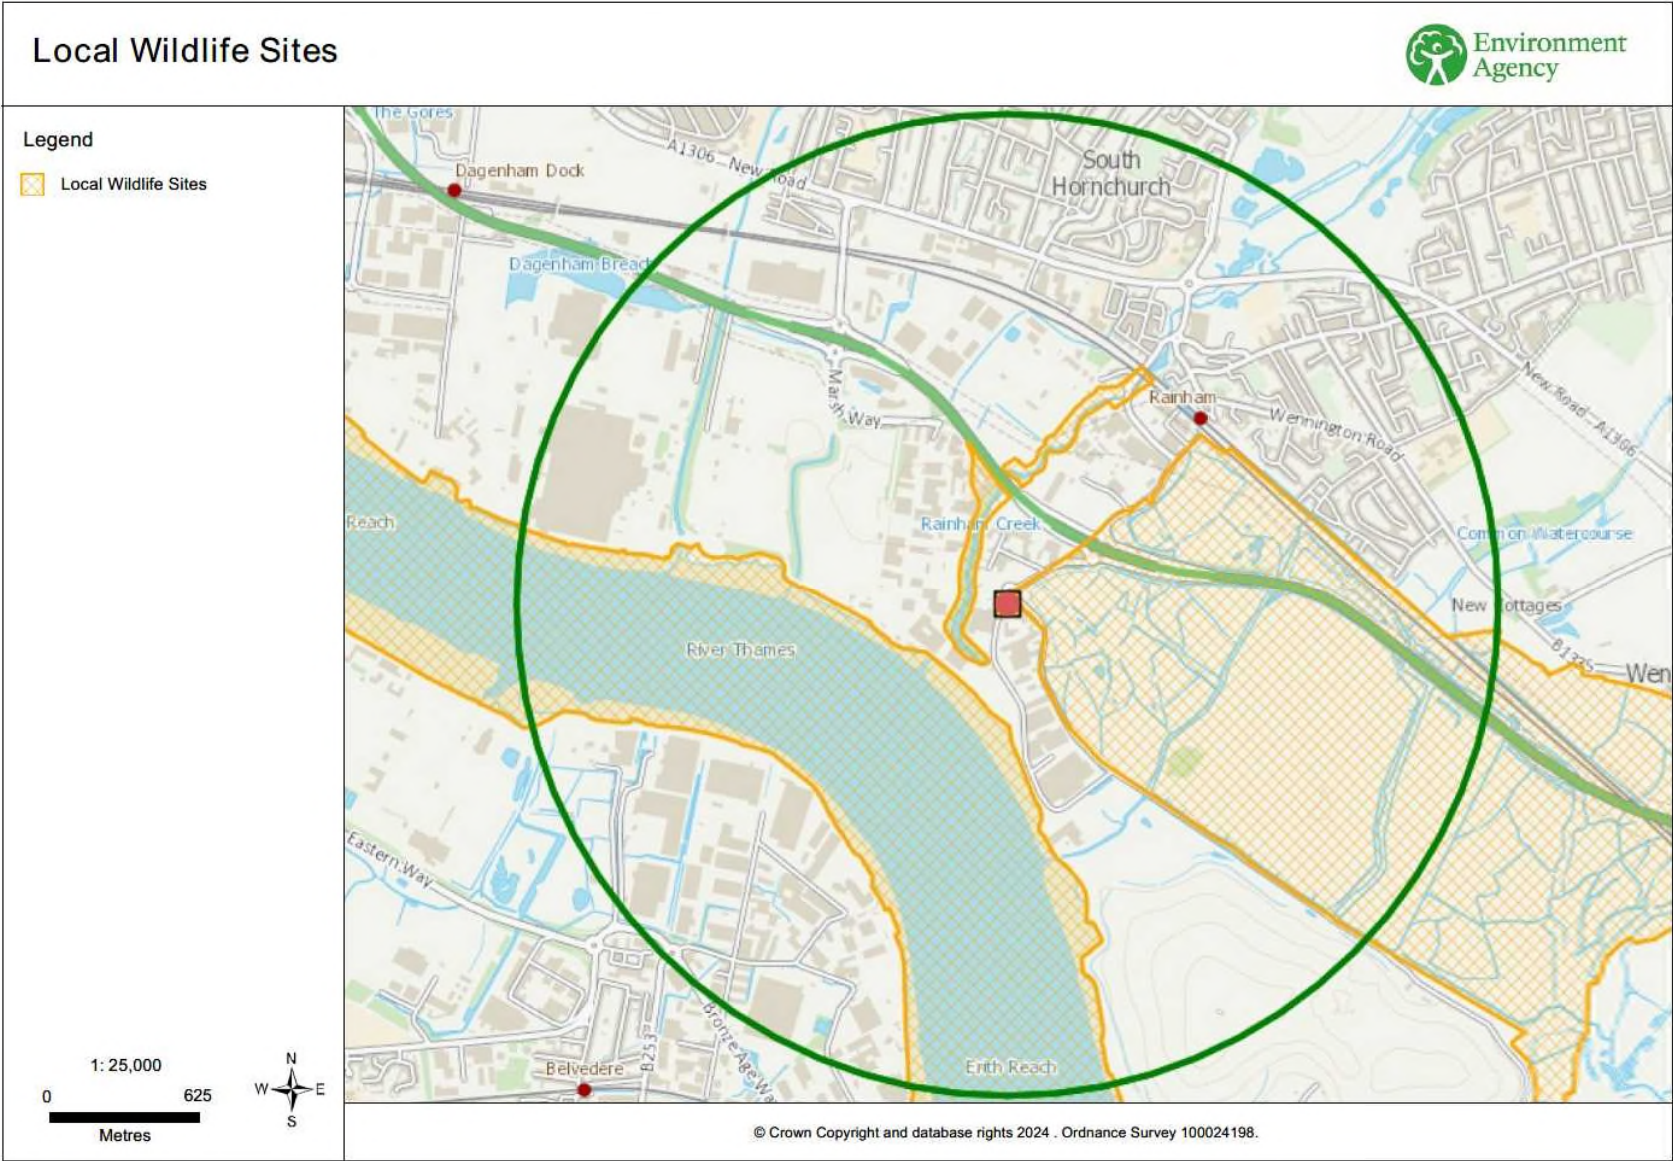 Local Wildlife Sites
Environment
Agency
Legend
Local Wildlife Sites
The Gores
Dagenham Dock
A1306 - New Road
South
Hornchurch
Dagenham Breach
Marsh Way
Rainham
Wennington Road
New Road - A1306
Reach
Rainham Creek
Common Watercourse
New Cottages
River Thames
B1335
Wen
Eastern Way
Bronze Age Wa
B253
Belvedere
Erith Reach
1: 25,000
0 625
Metres
N
W E
S
© Crown Copyright and database rights 2024 . Ordnance Survey 100024198.